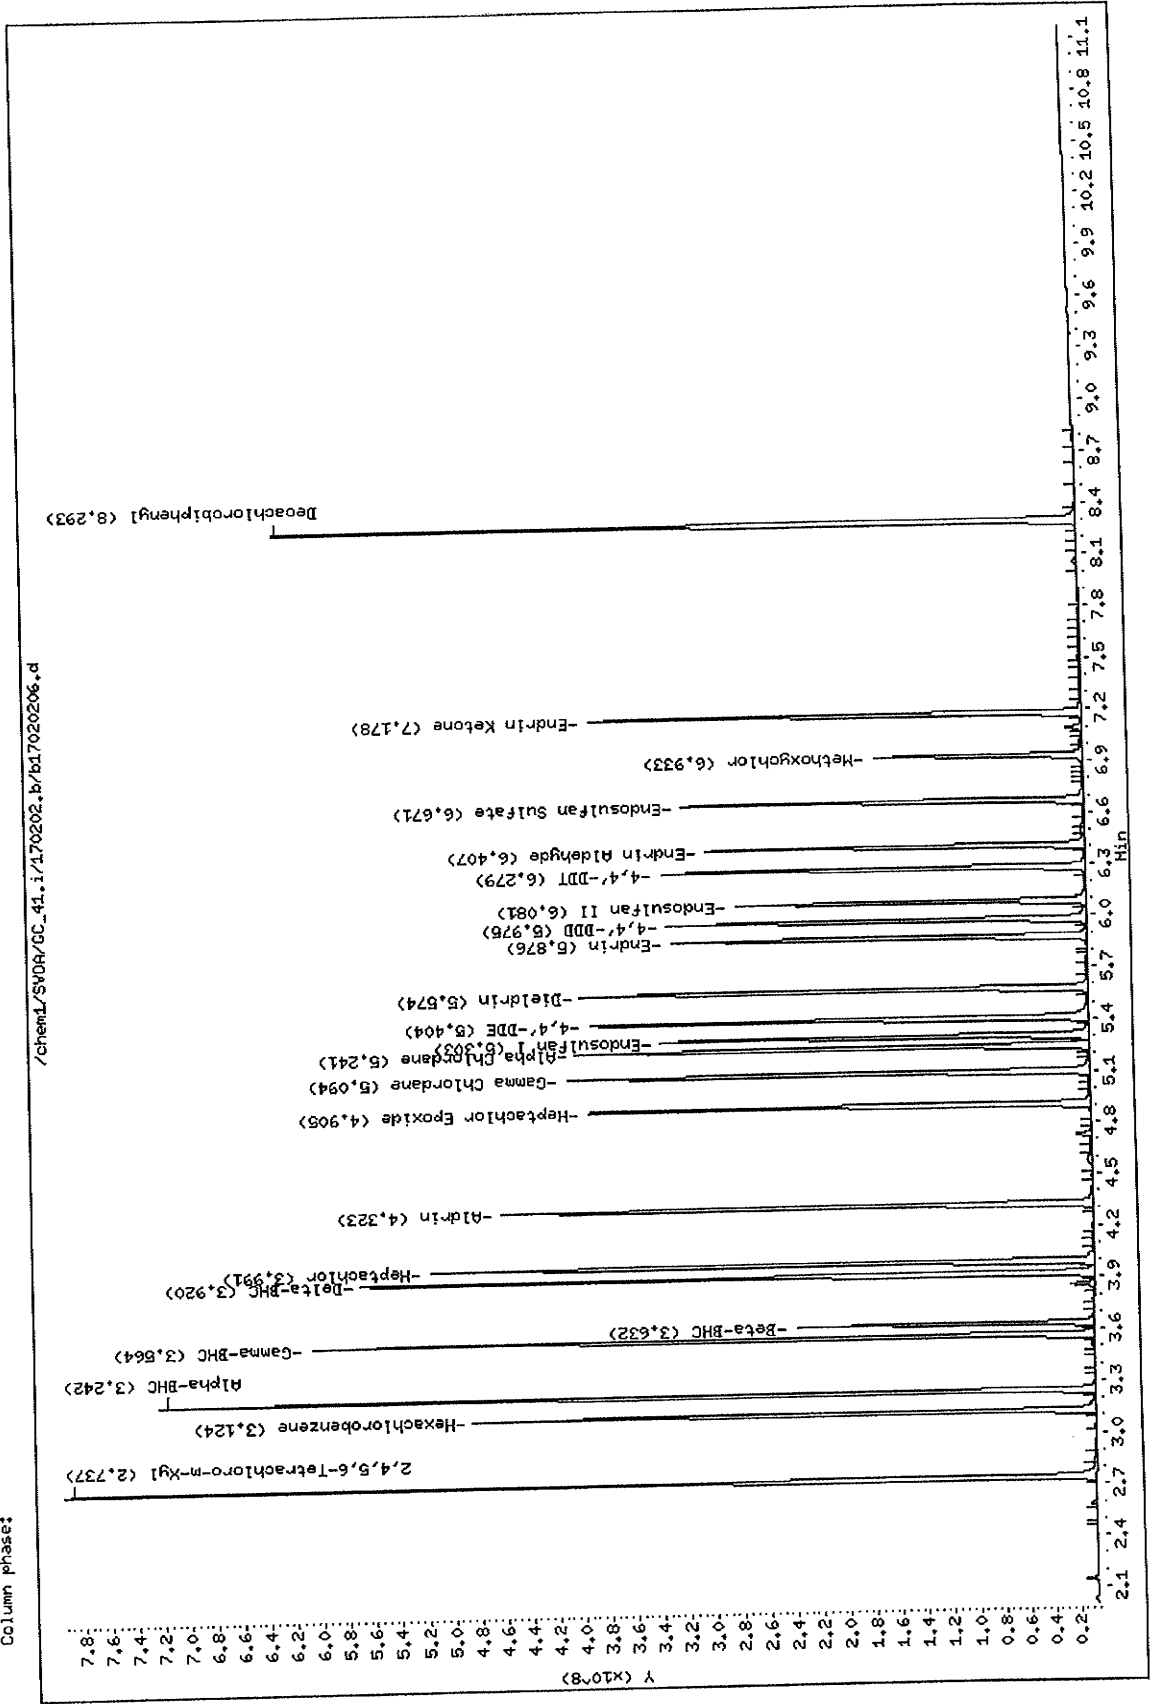 Column phase:
/chem1/SVOA/GC_41.i/170202.b/b17020206.d
Y (x10^8)
7.8
7.6
7.4
7.2
7.0
6.8
6.6
6.4
6.2
6.0
5.8
5.6
5.4
5.2
5.0
4.8
4.6
4.4
4.2
4.0
3.8
3.6
3.4
3.2
3.0
2.8
2.6
2.4
2.2
2.0
1.8
1.6
1.4
1.2
1.0
0.8
0.6
0.4
0.2
2,4,5,6-Tetrachloro-m-Xyl (2.737)
-Hexachlorobenzene (3.124)
Alpha-BHC (3.242)
-Gamma-BHC (3.564)
-Beta-BHC (3.632)
-Delta-BHC (3.920)
-Heptachlor (3.991)
-Aldrin (4.323)
-Heptachlor Epoxide (4.905)
-Gamma Chlordane (5.094)
-Alpha Chlordane (5.241)
-Endosulfan I (5.303)
-4,4'-DDE (5.404)
-Dieldrin (5.574)
-Endrin (5.876)
-4,4'-DDD (5.975)
-Endosulfan II (6.081)
-4,4'-DDT (6.279)
-Endrin Aldehyde (6.407)
-Endosulfan Sulfate (6.671)
-Methoxychlor (6.933)
-Endrin Ketone (7.178)
Decachlorobiphenyl (8.293)
2.1 2.4 2.7 3.0 3.3 3.6 3.9 4.2 4.5 4.8 5.1 5.4 5.7 6.0 6.3 6.6 6.9 7.2 7.5 7.8 8.1 8.4 8.7 9.0 9.3 9.6 9.9 10.2 10.5 10.8 11.1
Min